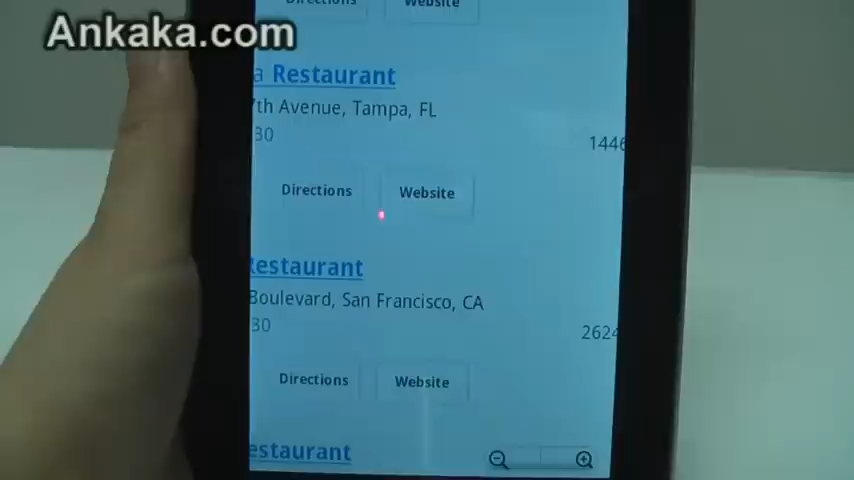 Directions Website
Ankaka.com
a Restaurant
7th Avenue, Tampa, FL
30
1446
Directions Website
Restaurant
Boulevard, San Francisco, CA
30
2624
Directions Website
estaurant